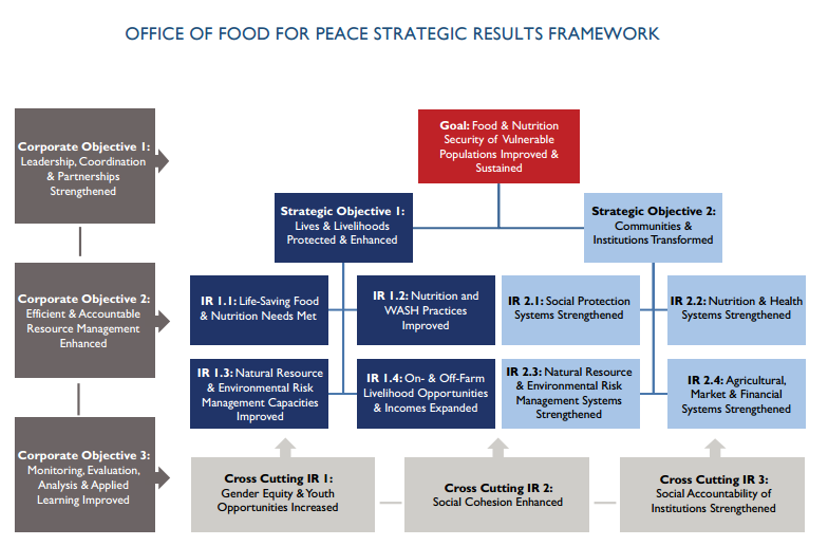 OFFICE OF FOOD FOR PEACE STRATEGIC RESULTS FRAMEWORK
Corporate Objective 1:
Leadership, Coordination
& Partnerships
Strengthened
Goal: Food & Nutrition
Security of Vulnerable
Populations Improved &
Sustained
Strategic Objective 1:
Lives & Livelihoods
Protected & Enhanced
Strategic Objective 2:
Communities &
Institutions Transformed
Corporate Objective 2:
Efficient & Accountable
Resource Management
Enhanced
IR 1.1: Life-Saving Food
& Nutrition Needs Met
IR 1.2: Nutrition and
WASH Practices
Improved
IR 2.1: Social Protection
Systems Strengthened
IR 2.2: Nutrition & Health
Systems Strengthened
IR 1.3: Natural Resource
& Environmental Risk
Management Capacities
Improved
IR 1.4: On- & Off-Farm
Livelihood Opportunities
& Incomes Expanded
IR 2.3: Natural Resource
& Environmental Risk
Management Systems
Strengthened
IR 2.4: Agricultural,
Market & Financial
Systems Strengthened
Corporate Objective 3:
Monitoring, Evaluation,
Analysis & Applied
Learning Improved
Cross Cutting IR 1:
Gender Equity & Youth
Opportunities Increased
Cross Cutting IR 2:
Social Cohesion Enhanced
Cross Cutting IR 3:
Social Accountability of
Institutions Strengthened